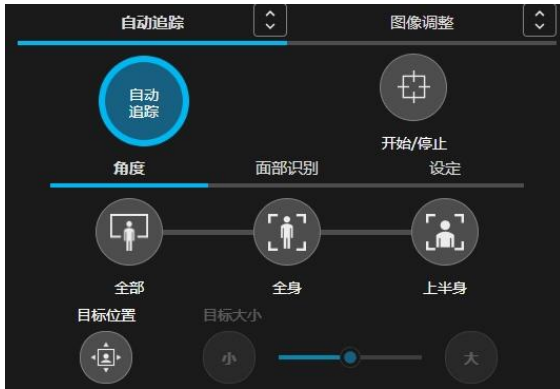 自动追踪
图像调整
自动
追踪
开始/停止
角度
面部识别
设定
全部
全身
上半身
目标位置
目标大小
小
大